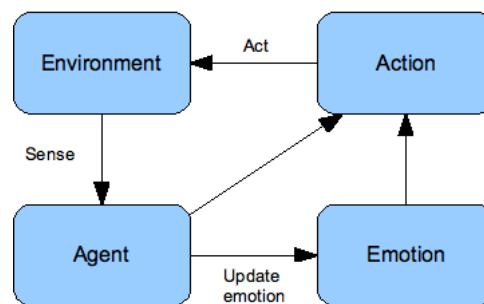 Environment
Act
Action
Sense
Agent
Update
emotion
Emotion